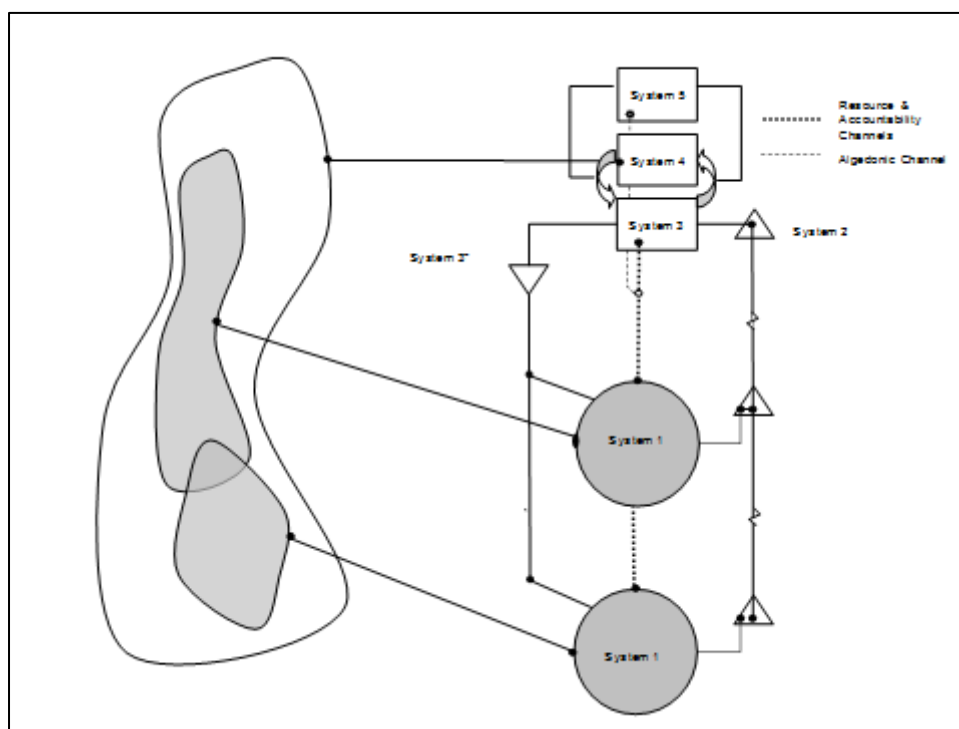 System 5
Resource &
Accountability
Channels
System 4
Algedonic Channel
System 3
System 2
System 3*
System 1
System 1